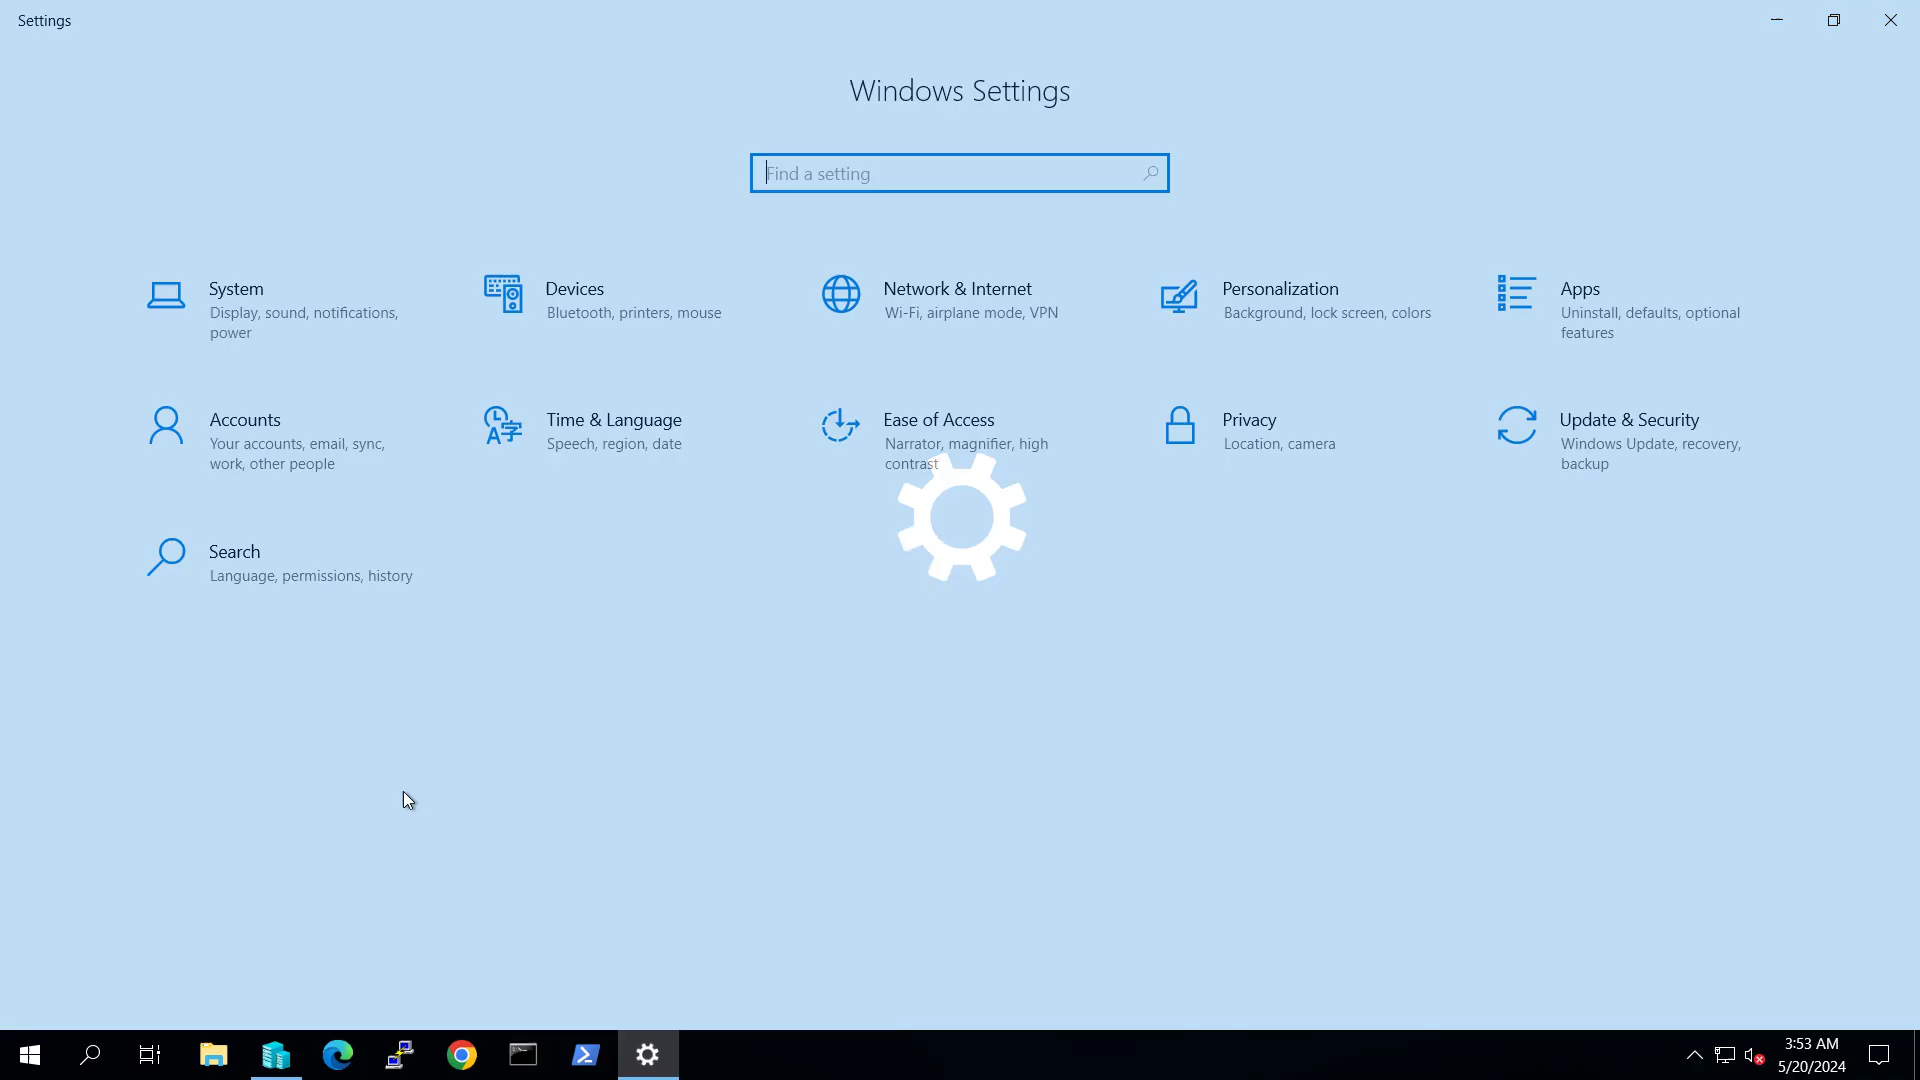 Settings
Windows Settings
Find a setting
System
Display, sound, notifications,
power
Devices
Bluetooth, printers, mouse
Network & Internet
Wi-Fi, airplane mode, VPN
Personalization
Background, lock screen, colors
Apps
Uninstall, defaults, optional
features
Accounts
Your accounts, email, sync,
work, other people
Time & Language
Speech, region, date
Ease of Access
Narrator, magnifier, high
contrast
Privacy
Location, camera
Update & Security
Windows Update, recovery,
backup
Search
Language, permissions, history
3:53 AM
5/20/2024